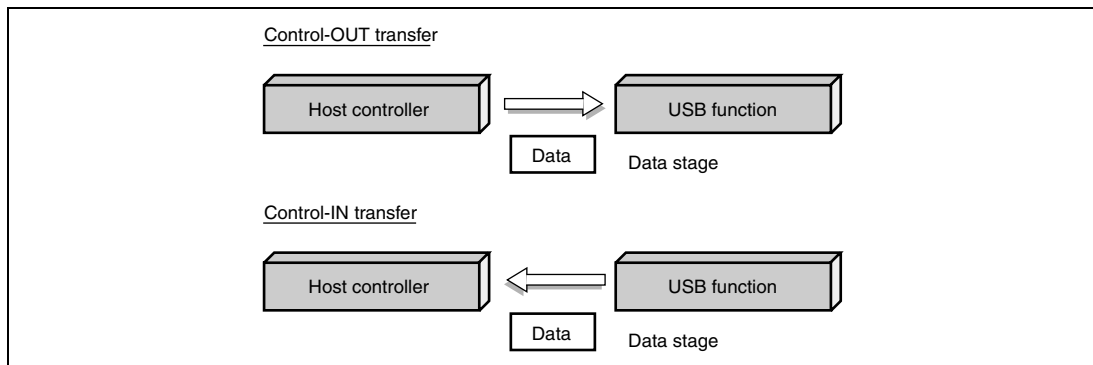 Control-OUT transfer
Host controller
USB function
Data
Data stage
Control-IN transfer
Host controller
USB function
Data
Data stage